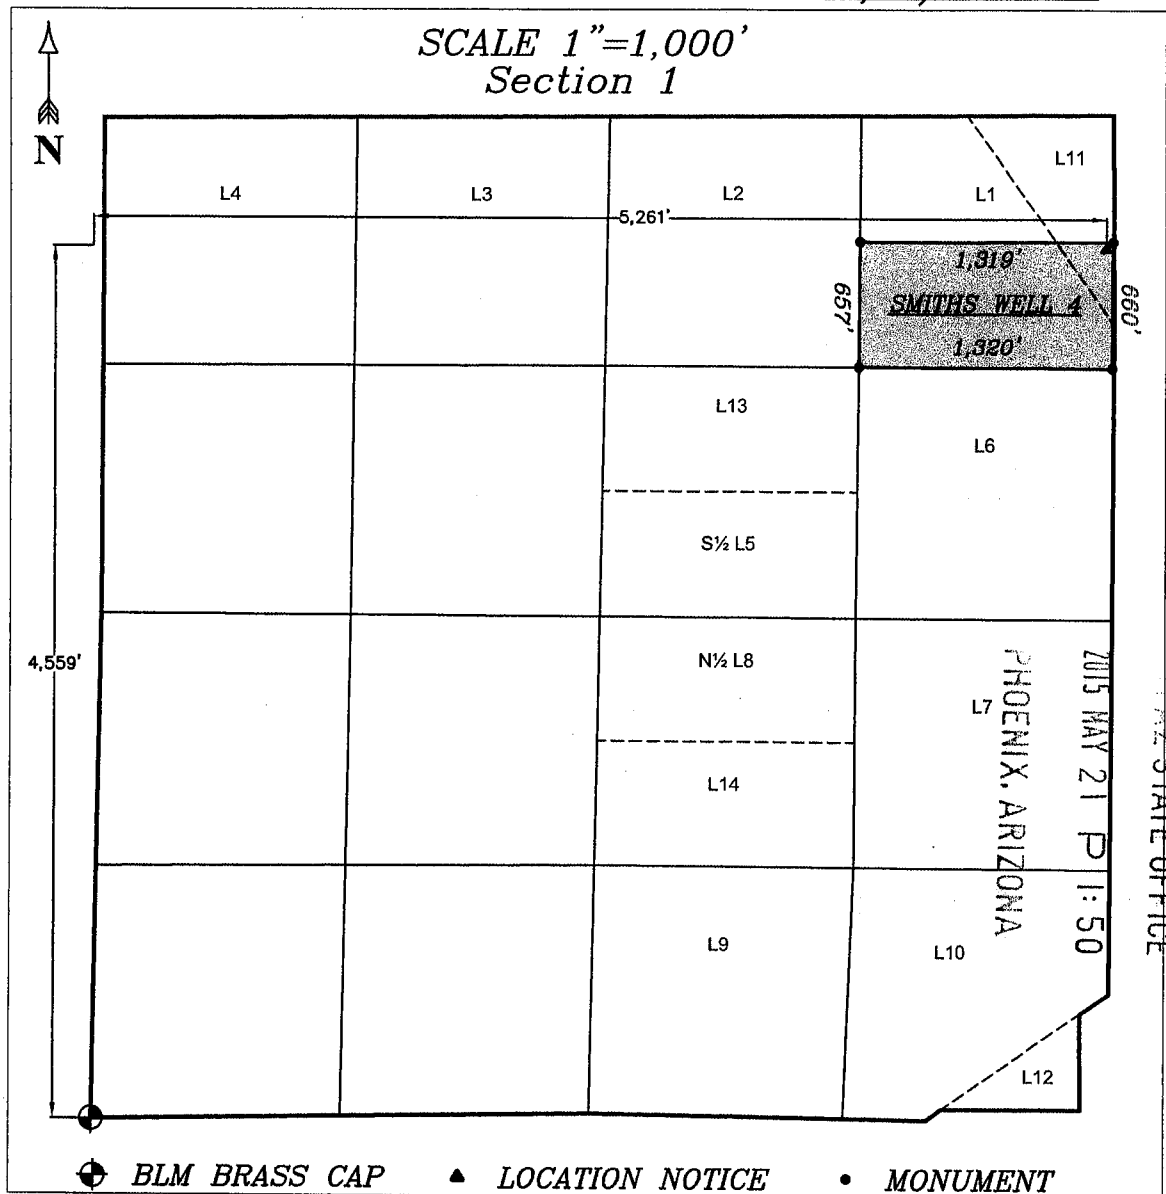 SCALE 1"=1,000'
Section 1
N
L11
L4
L3
L2
L1
5,261'
1,319'
657'
SMITHS WELL 4
660'
1,320'
L13
L6
S½ L5
4,559'
N½ L8
L7
L14
2015 MAY 21 P 1:50
PHOENIX, ARIZONA
STATE OFFICE
L9
L10
L12
BLM BRASS CAP
LOCATION NOTICE
MONUMENT